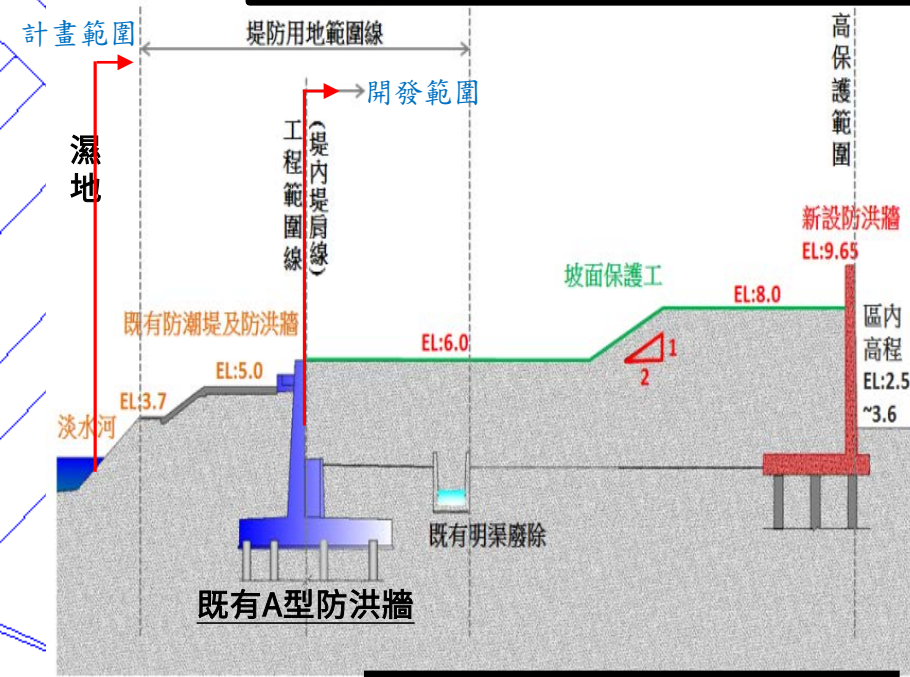 計畫範圍
堤防用地範圍線
高保護範圍
開發範圍
濕地
工程範圍線
(堤內堤肩線)
新設防洪牆
EL:9.65
坡面保護工
EL:8.0
既有防潮堤及防洪牆
EL:6.0
區內
高程
EL:2.5
~3.6
1
2
EL:5.0
EL:3.7
淡水河
既有明渠廢除
既有A型防洪牆